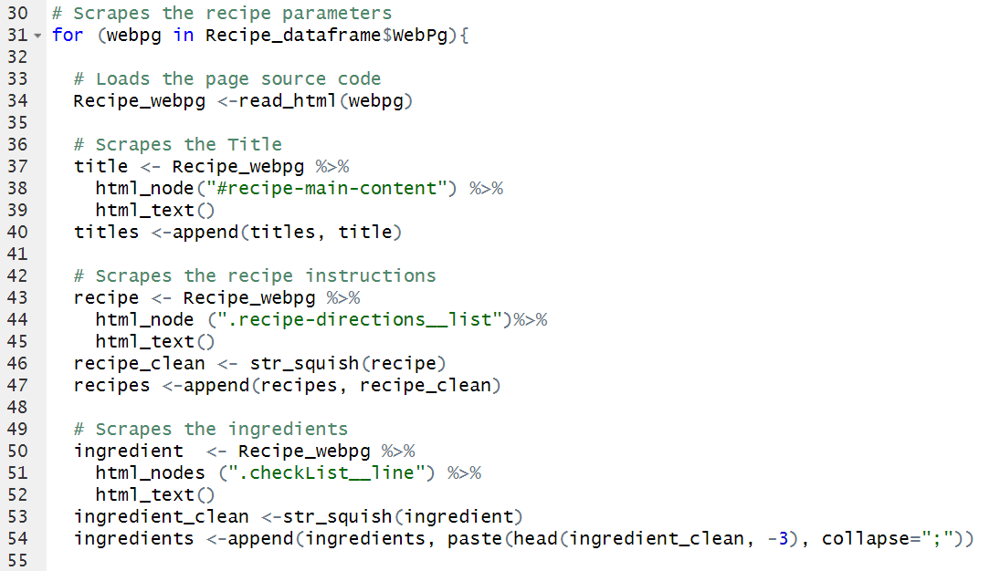 30 # Scrapes the recipe parameters
31 for (webpg in Recipe_dataframe$WebPg){
32
33   # Loads the page source code
34   Recipe_webpg <-read_html(webpg)
35
36   # Scrapes the Title
37   title <- Recipe_webpg %>%
38     html_node("#recipe-main-content") %>%
39     html_text()
40   titles <-append(titles, title)
41
42   # Scrapes the recipe instructions
43   recipe <- Recipe_webpg %>%
44     html_node (".recipe-directions__list")%>%
45     html_text()
46   recipe_clean <- str_squish(recipe)
47   recipes <-append(recipes, recipe_clean)
48
49   # Scrapes the ingredients
50   ingredient  <- Recipe_webpg %>%
51     html_nodes (".checkList__line") %>%
52     html_text()
53   ingredient_clean <-str_squish(ingredient)
54   ingredients <-append(ingredients, paste(head(ingredient_clean, -3), collapse=";"))
55